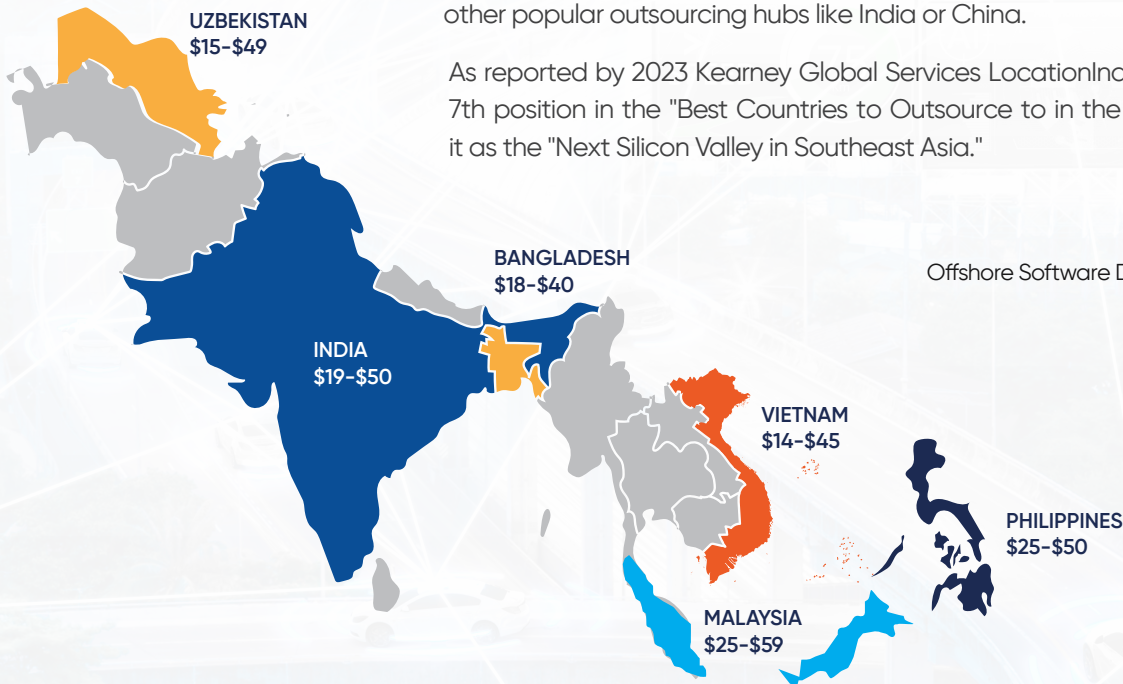 other popular outsourcing hubs like India or China.
As reported by 2023 Kearney Global Services LocationInd
7th position in the "Best Countries to Outsource to in the
it as the "Next Silicon Valley in Southeast Asia."
Offshore Software D
UZBEKISTAN
$15-$49
BANGLADESH
$18-$40
INDIA
$19-$50
VIETNAM
$14-$45
PHILIPPINES
$25-$50
MALAYSIA
$25-$59